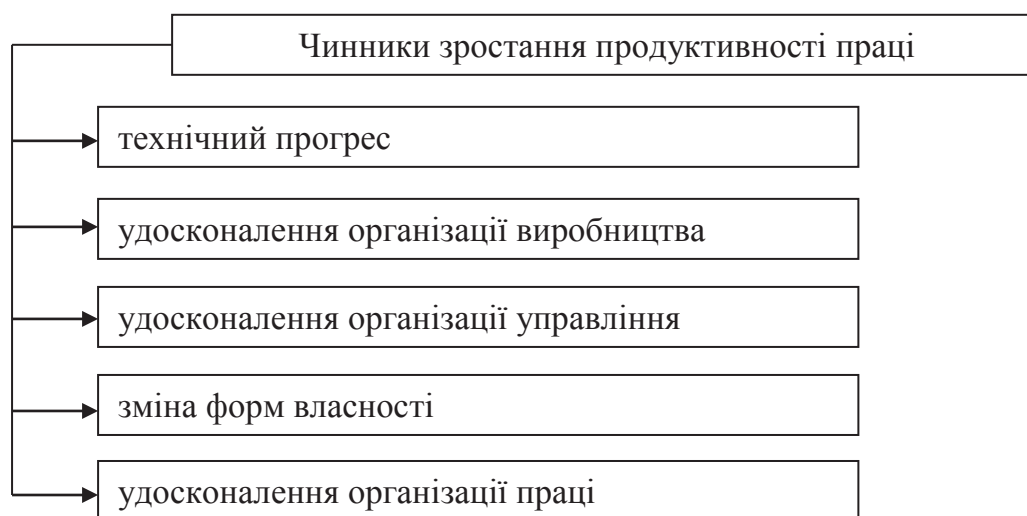 Чинники зростання продуктивності праці
технічний прогрес
удосконалення організації виробництва
удосконалення організації управління
зміна форм власності
удосконалення організації праці